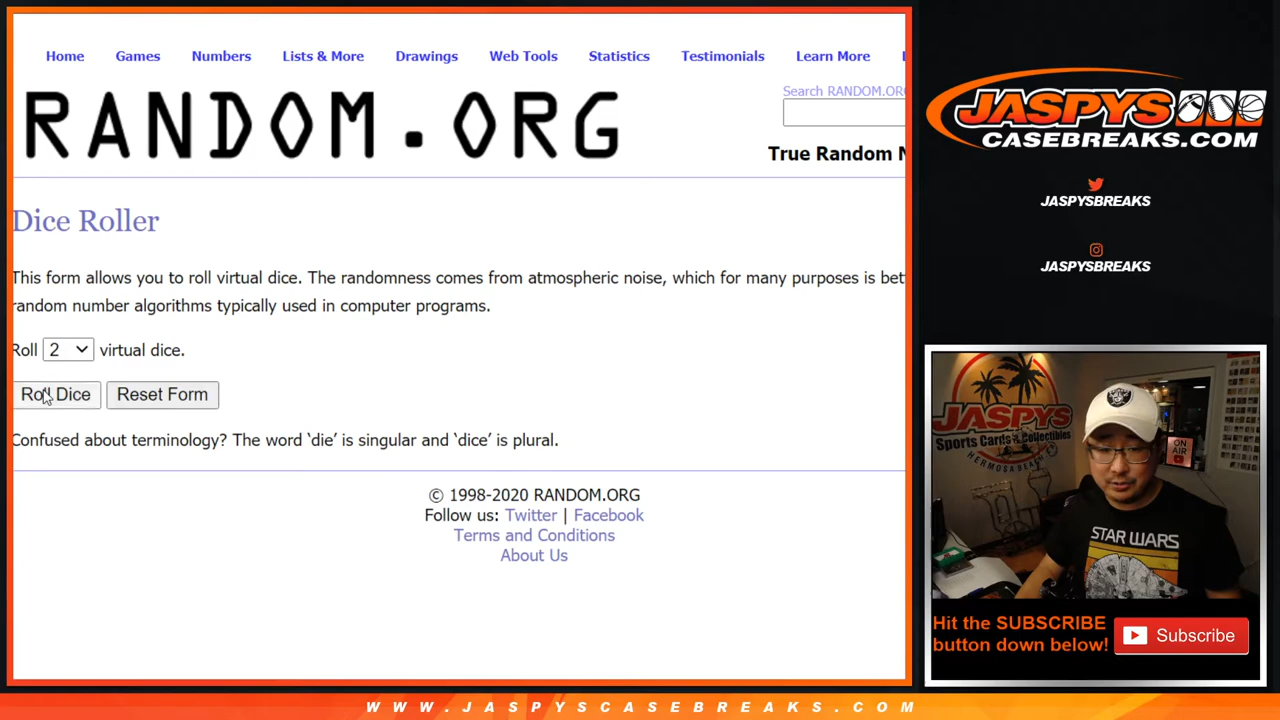 Home Games Numbers Lists & More Drawings Web Tools Statistics Testimonials Learn More
RANDOM.ORG
Search RANDOM.ORG
True Random N
Dice Roller
This form allows you to roll virtual dice. The randomness comes from atmospheric noise, which for many purposes is bet
random number algorithms typically used in computer programs.
Roll 2 virtual dice.
Roll Dice Reset Form
Confused about terminology? The word ‘die’ is singular and ‘dice’ is plural.
© 1998-2020 RANDOM.ORG
Follow us: Twitter | Facebook
Terms and Conditions
About Us
JASPYS
CASEBREAKS.COM
JASPYSBREAKS
JASPYSBREAKS
JASPYS
Sports Cards & Collectibles
HERMOSA BEACH, CA
ON AIR
STAR WARS
Hit the SUBSCRIBE
button down below!
Subscribe
WWW.JASPYSCASEBREAKS.COM